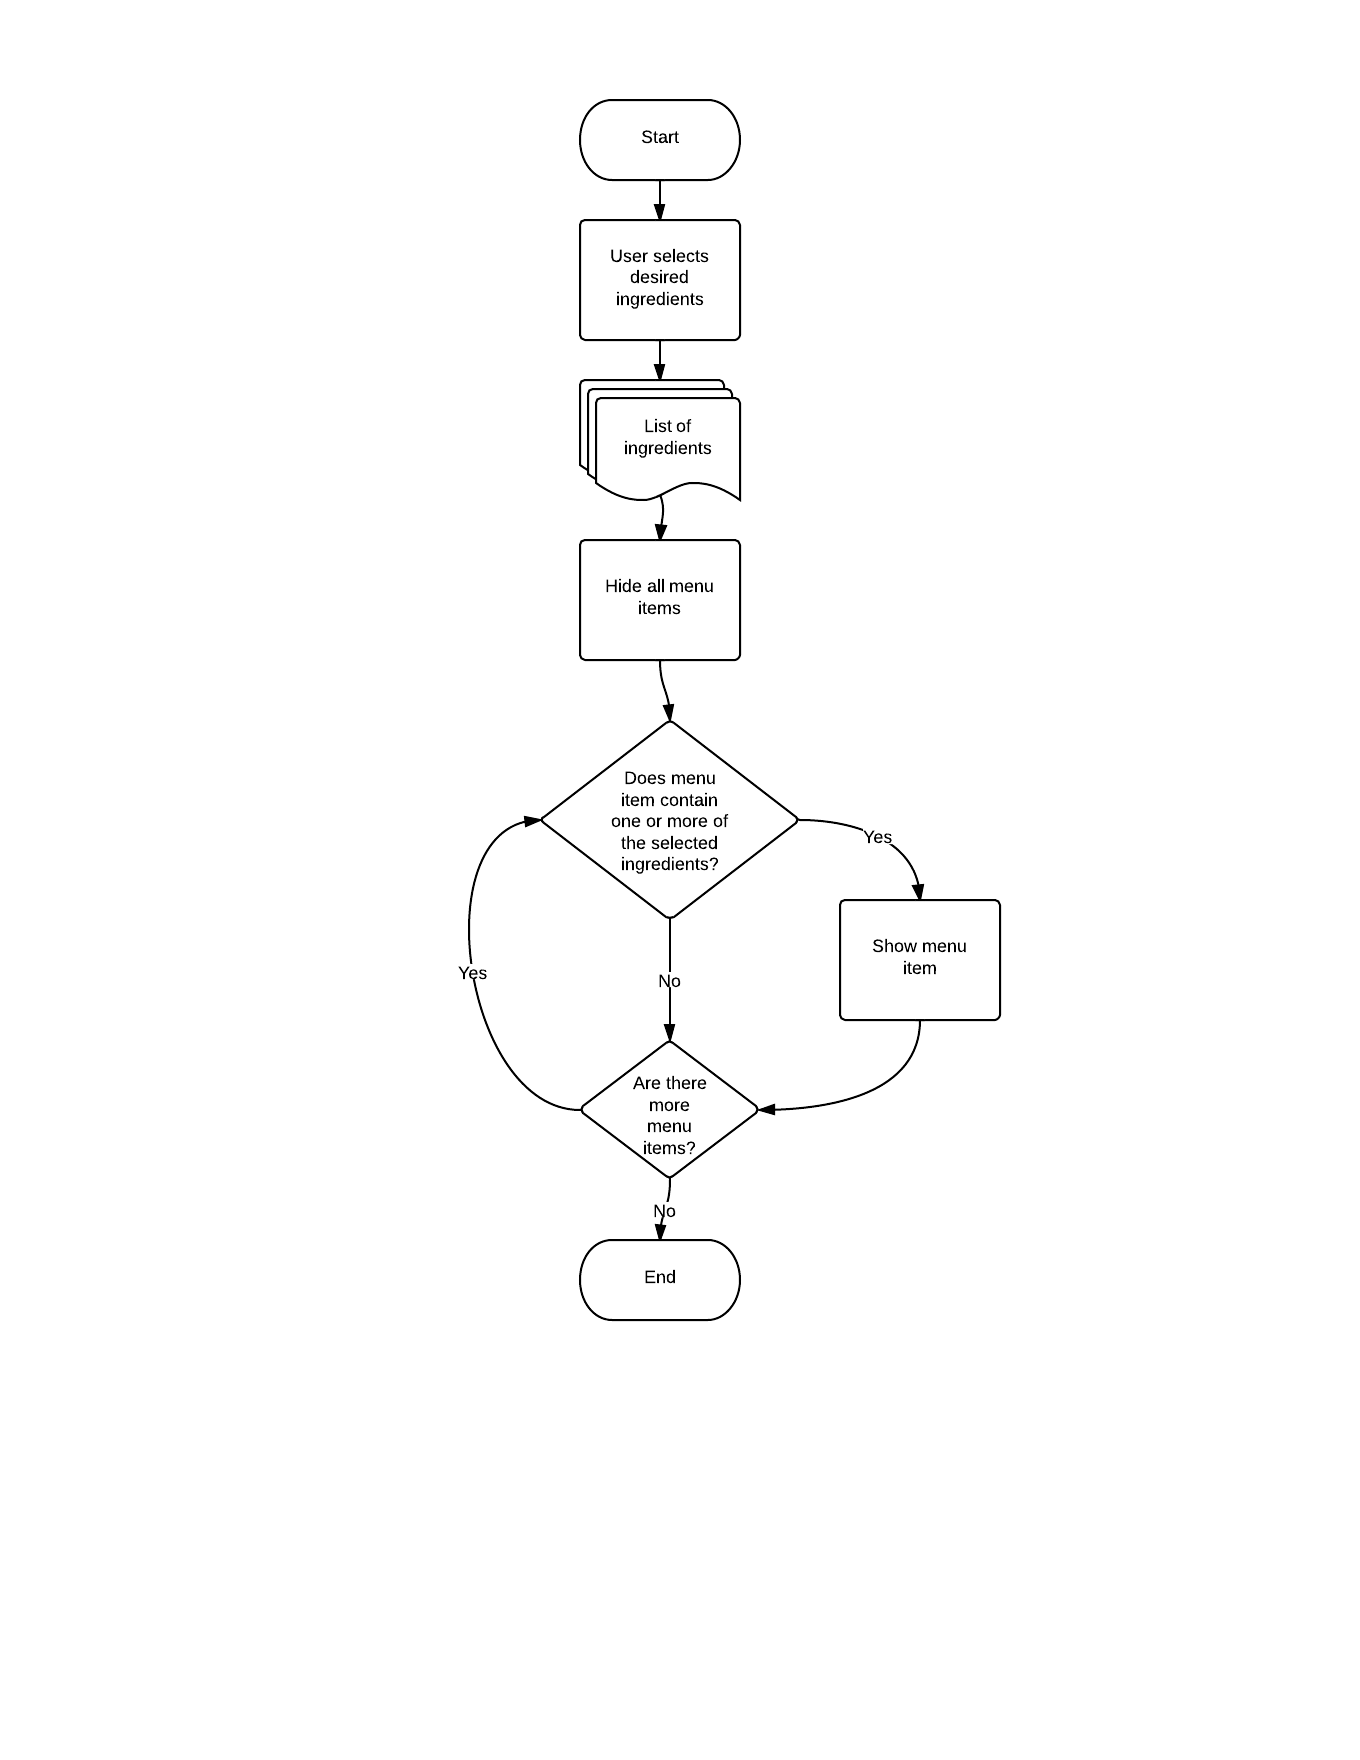 Start
User selects
desired
ingredients
List of
ingredients
Hide all menu
items
Does menu
item contain
one or more of
the selected
ingredients?
Yes
Show menu
item
Yes
No
Are there
more
menu
items?
No
End